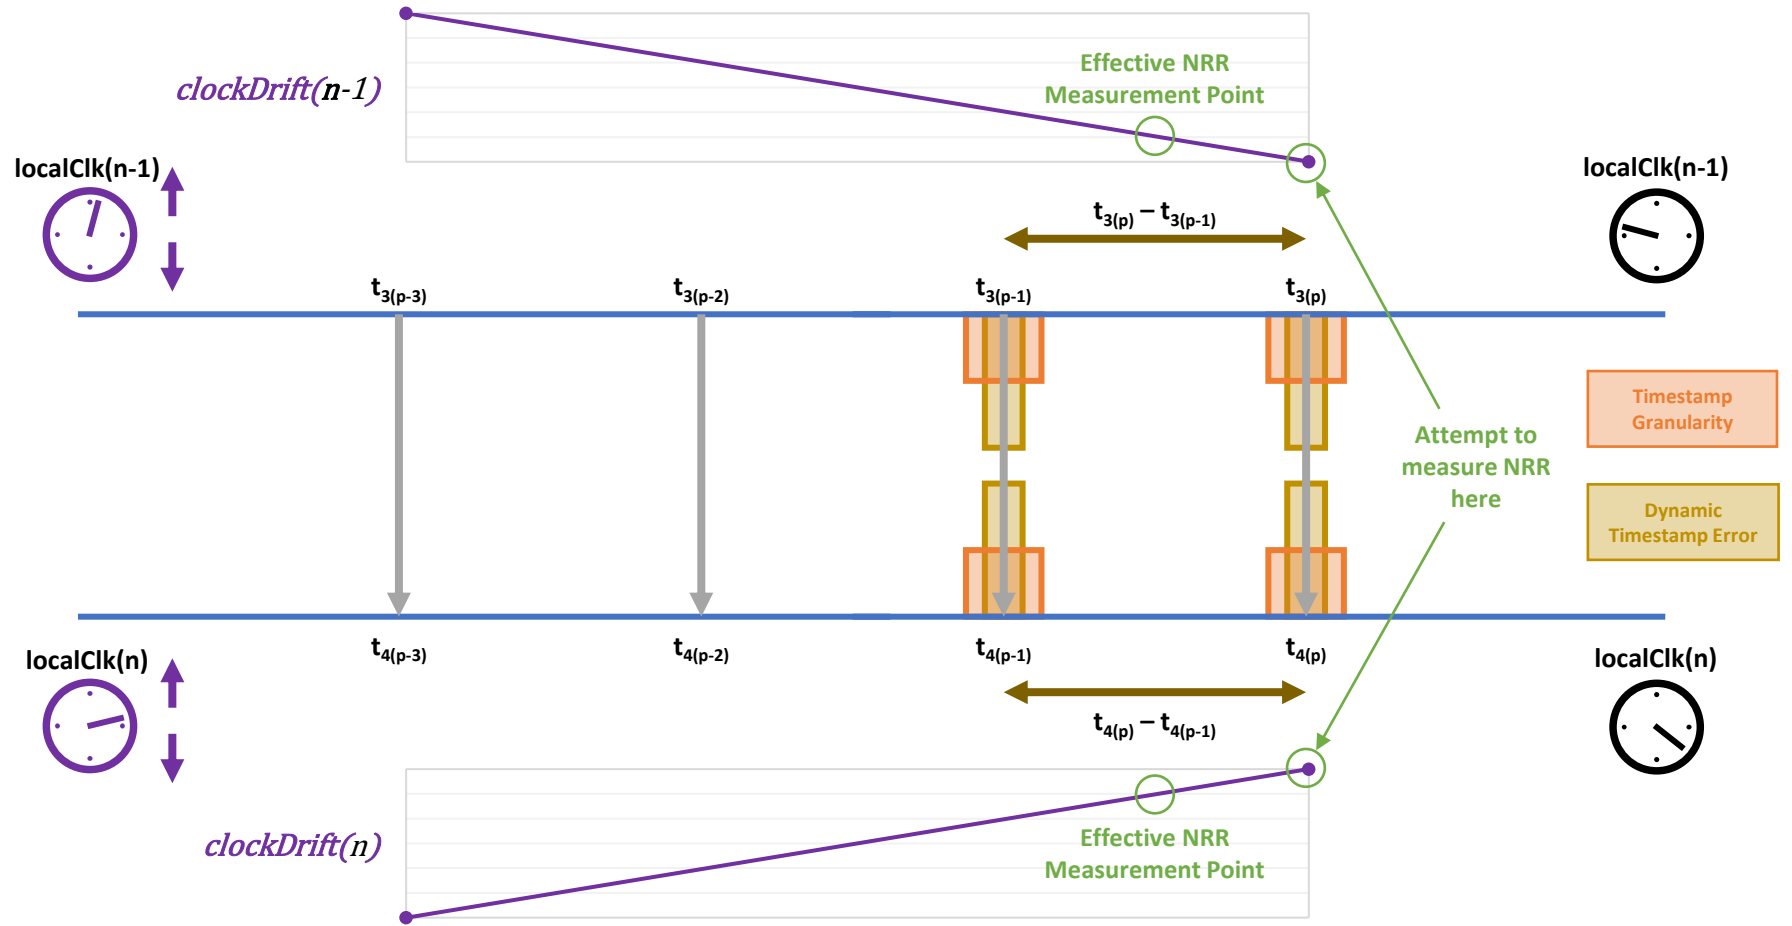 Effective NRR
Measurement Point
clockDrift(n-1)
localClk(n-1)
localClk(n-1)
t3(p) – t3(p-1)
t3(p-3)
t3(p-2)
t3(p-1)
t3(p)
Timestamp
Granularity
Attempt to
measure NRR
here
Dynamic
Timestamp Error
t4(p-3)
t4(p-2)
t4(p-1)
t4(p)
localClk(n)
localClk(n)
t4(p) – t4(p-1)
clockDrift(n)
Effective NRR
Measurement Point